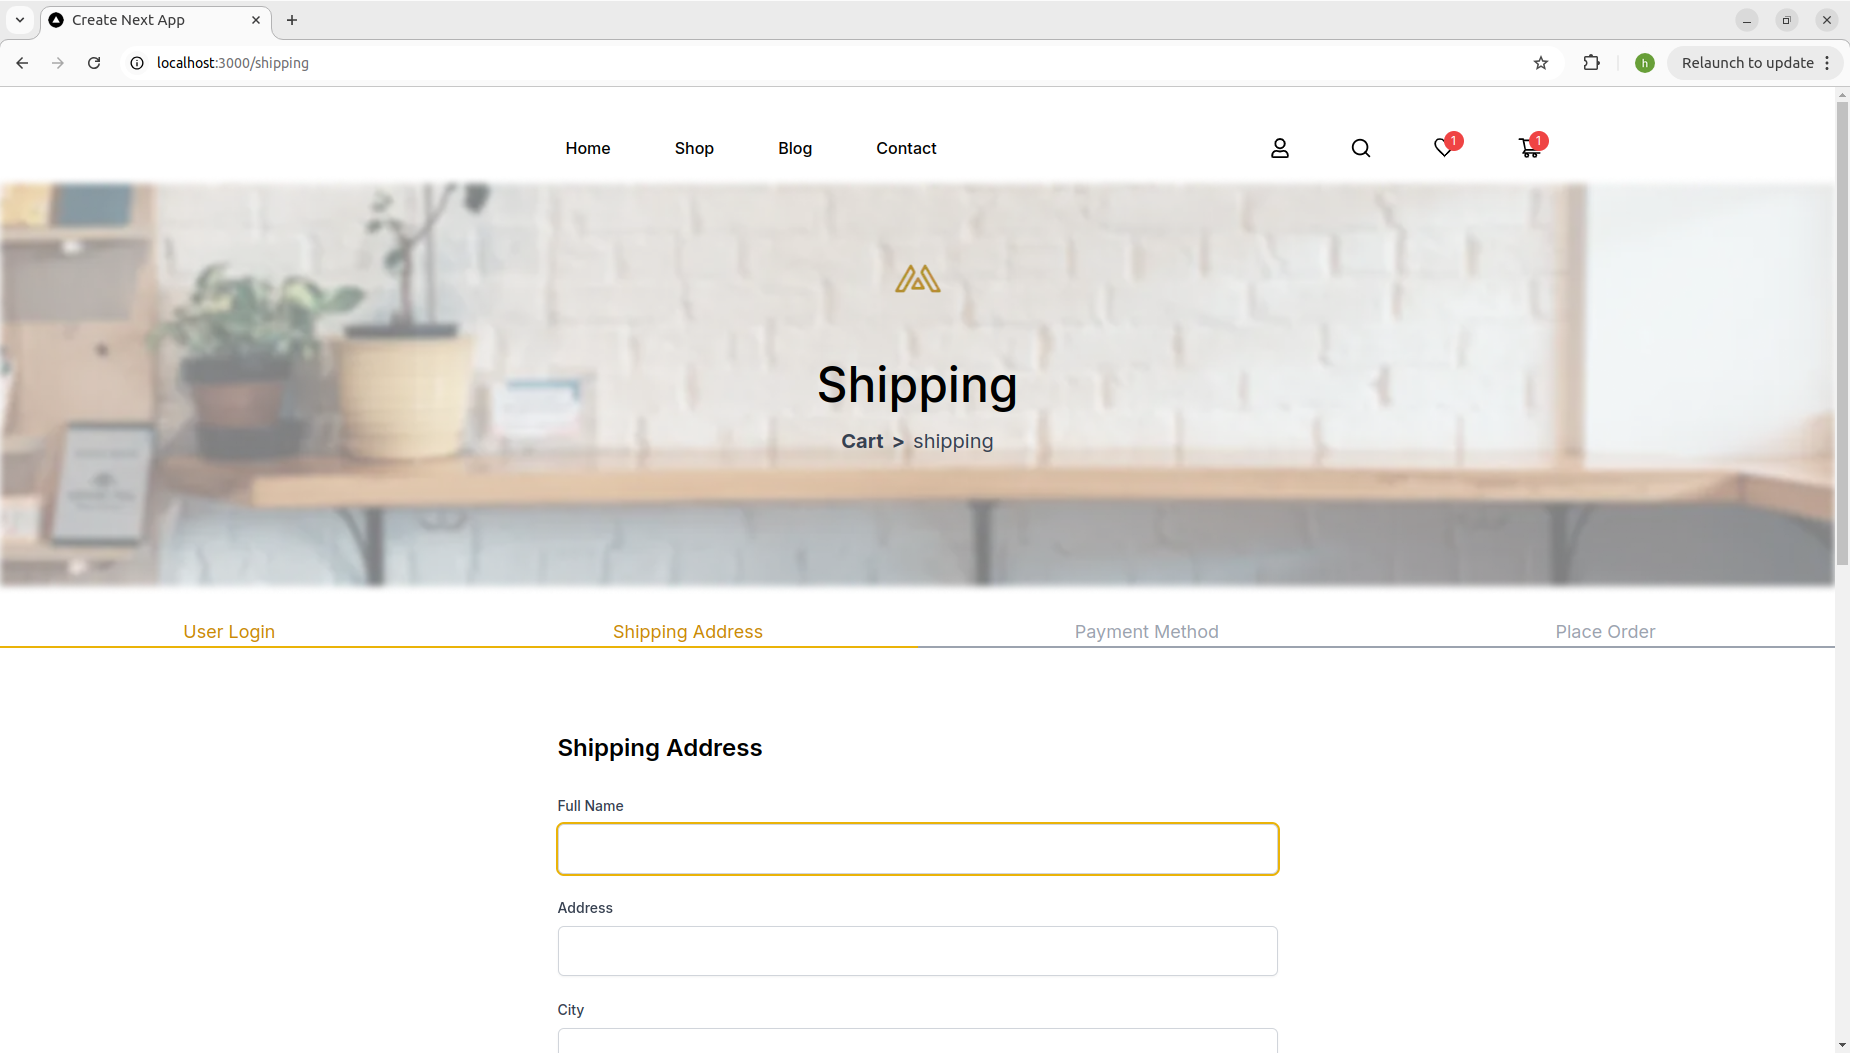 Create Next App
localhost:3000/shipping
h
Relaunch to update
Home
Shop
Blog
Contact
1
1
Shipping
Cart > shipping
User Login
Shipping Address
Payment Method
Place Order
Shipping Address
Full Name
Address
City